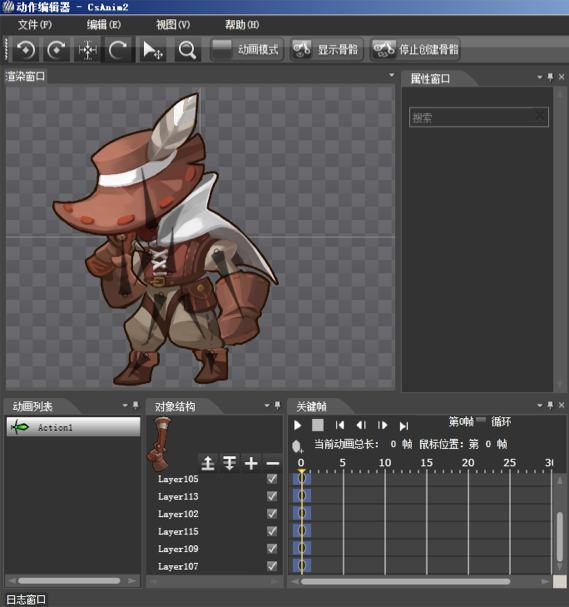 动作编辑器 - CsAnim2
文件(F) 编辑(E) 视图(V) 帮助(H)
动画模式 显示骨骼 停止创建骨骼
渲染窗口
属性窗口
搜索
动画列表
Action1
对象结构
Layer105
Layer113
Layer102
Layer115
Layer109
Layer107
关键帧
第0帧 循环
当前动画总长: 0 帧 鼠标位置: 第 0 帧
0 5 10 15 20 25 30
日志窗口